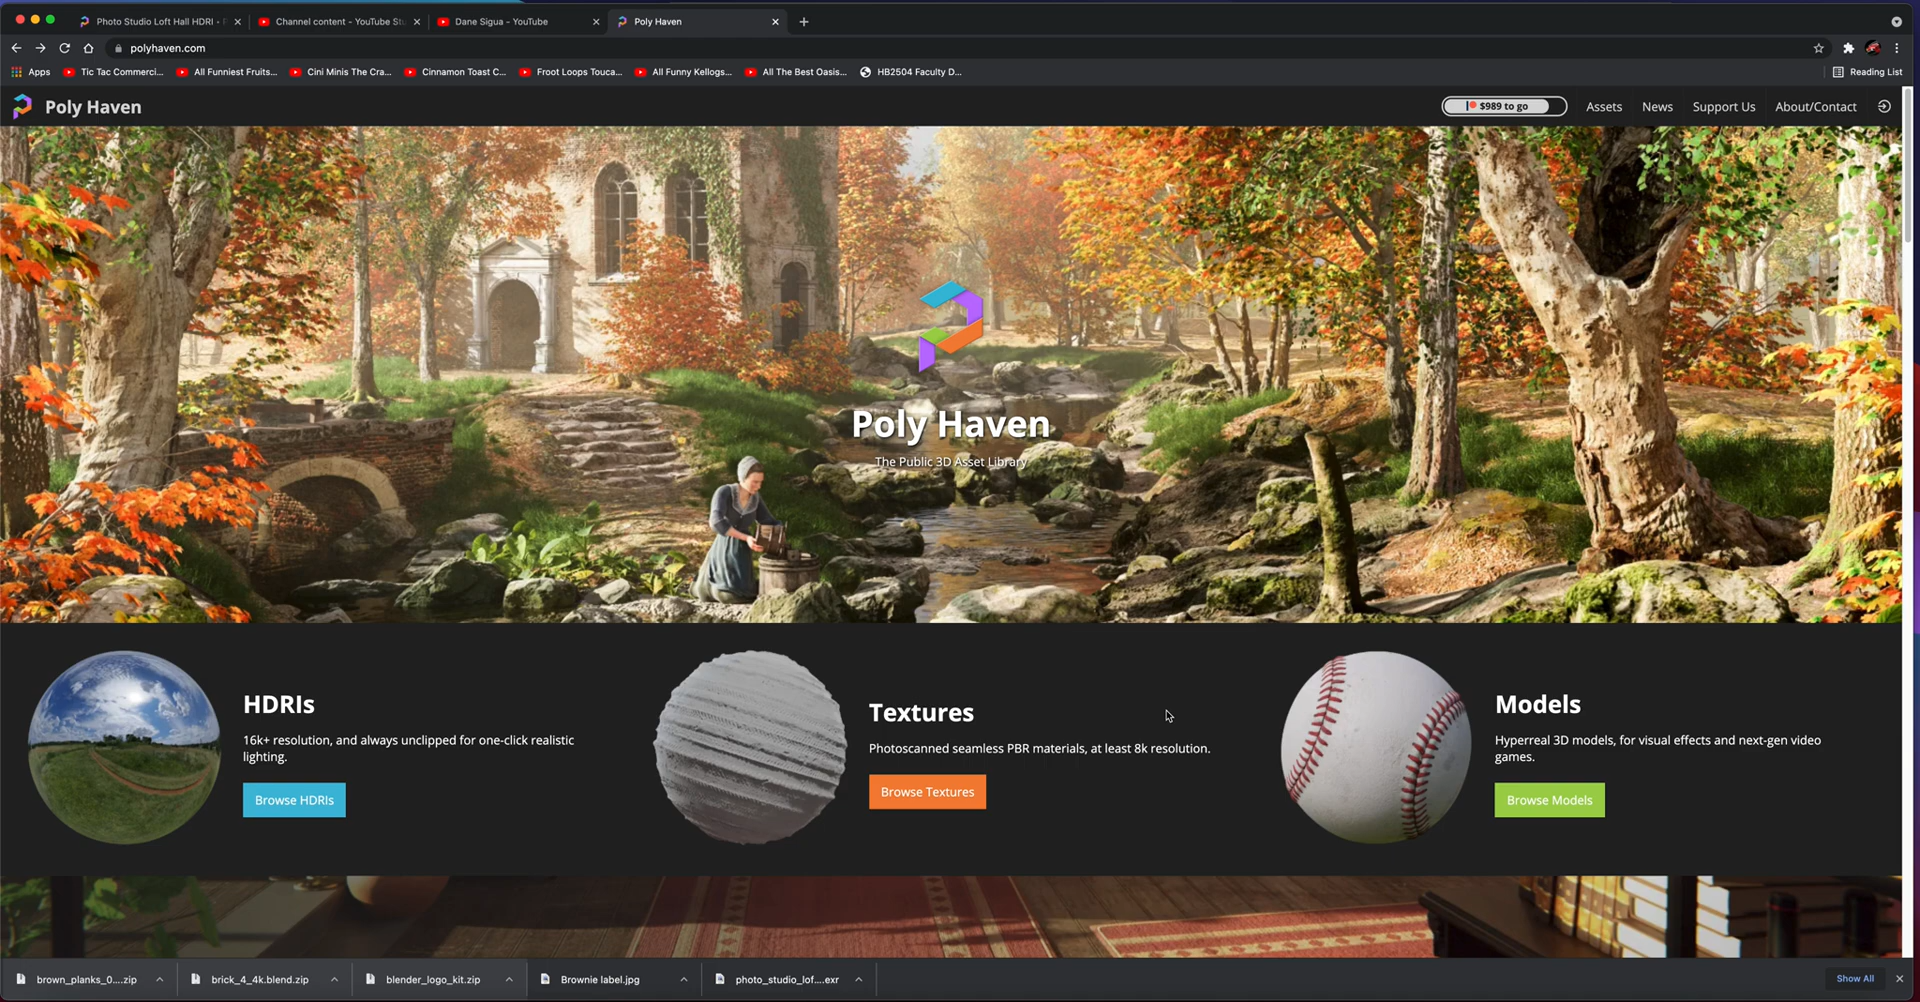 Photo Studio Loft Hall HDRI •
Channel content - YouTube Stu
Dane Sigua - YouTube
Poly Haven
polyhaven.com
Apps
Tic Tac Commerci...
All Funniest Fruits...
Cini Minis The Cra...
Cinnamon Toast C...
Froot Loops Touca...
All Funny Kellogs...
All The Best Oasis...
HB2504 Faculty D...
Reading List
Poly Haven
$989 to go
Assets
News
Support Us
About/Contact
Poly Haven
The Public 3D Asset Library
HDRIs
16k+ resolution, and always unclipped for one-click realistic
lighting.
Browse HDRIs
Textures
Photoscanned seamless PBR materials, at least 8k resolution.
Browse Textures
Models
Hyperreal 3D models, for visual effects and next-gen video
games.
Browse Models
brown_planks_0....zip
brick_4_4k.blend.zip
blender_logo_kit.zip
Brownie label.jpg
photo_studio_lof....exr
Show All